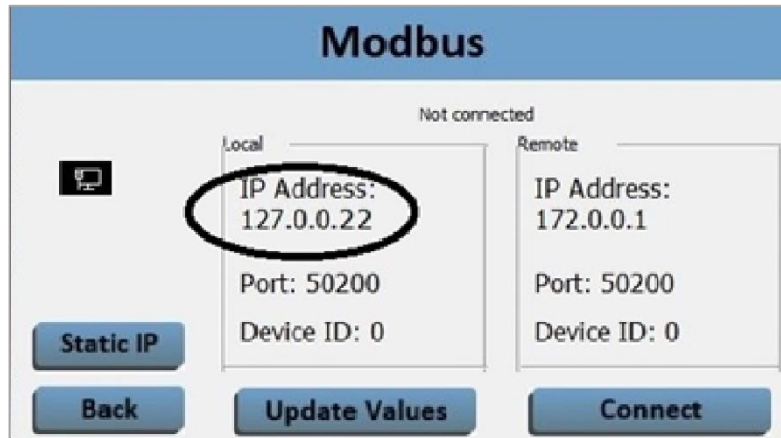 Modbus
Not connected
Local
IP Address:
127.0.0.22
Port: 50200
Device ID: 0
Remote
IP Address:
172.0.0.1
Port: 50200
Device ID: 0
Static IP
Back
Update Values
Connect